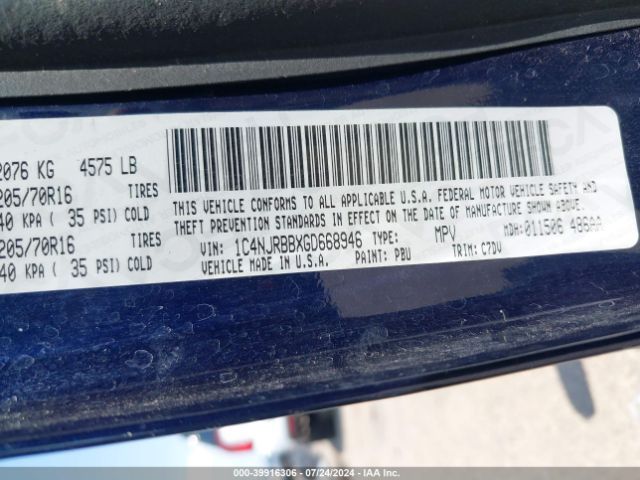 2076 KG 4575 LB
205/70R16 TIRES
40 KPA ( 35 PSI) COLD
205/70R16 TIRES
40 KPA ( 35 PSI) COLD
THIS VEHICLE CONFORMS TO ALL APPLICABLE U.S.A. FEDERAL MOTOR VEHICLE SAFETY AND
THEFT PREVENTION STANDARDS IN EFFECT ON THE DATE OF MANUFACTURE SHOWN ABOVE.
VIN: 1C4NJRBBXGD668946 TYPE: MPV MDH: 011506 486AA
MADE IN U.S.A. PAINT: PBU TRIM: C7DV
000-39916306 / 07/24/2024 - IAA Inc.